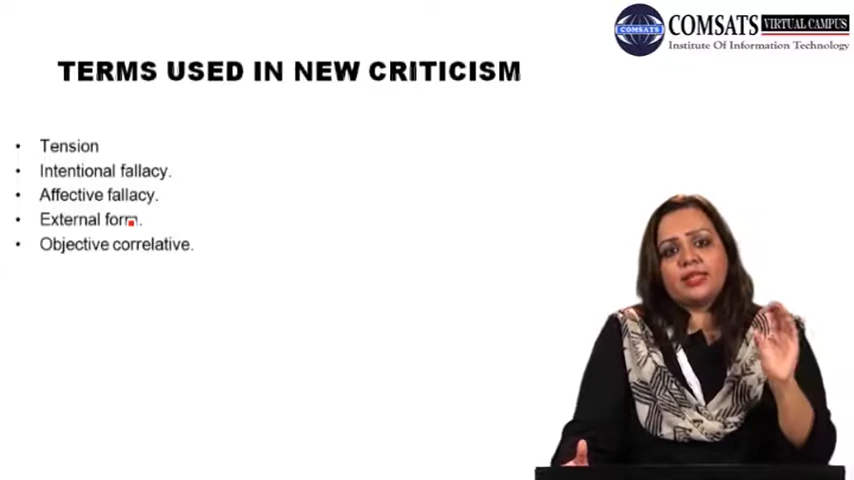 COMSATS VIRTUAL CAMPUS
COMSATS
Institute Of Information Technology
TERMS USED IN NEW CRITICISM
• Tension
• Intentional fallacy.
• Affective fallacy.
• External form.
• Objective correlative.